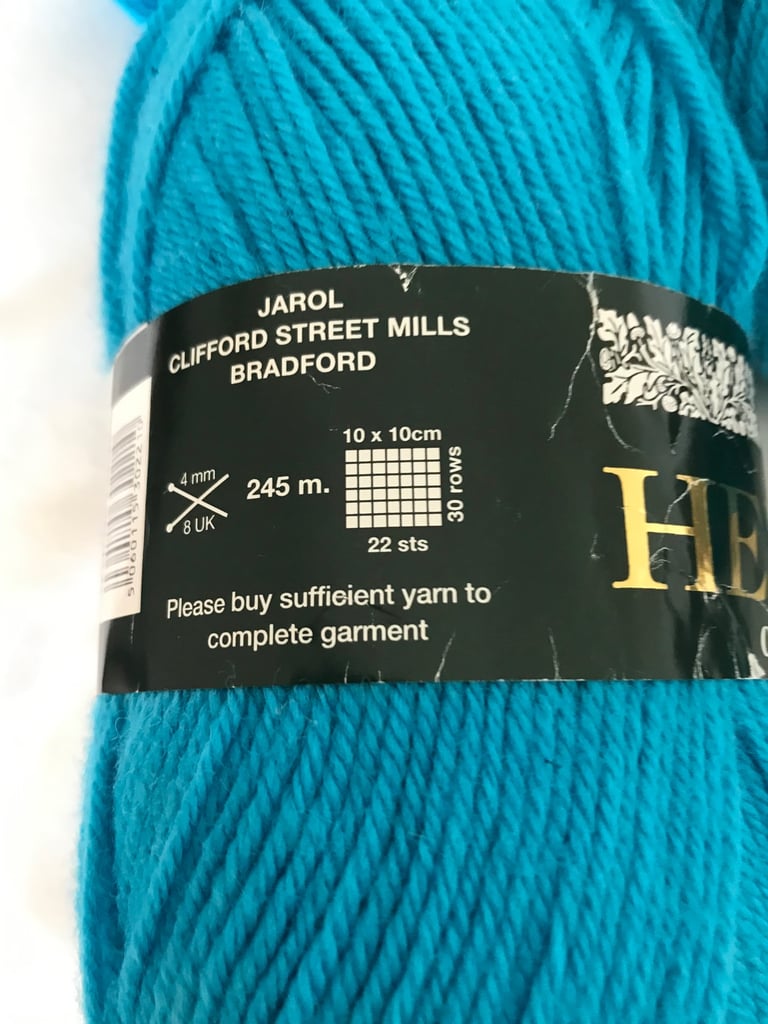 JAROL
CLIFFORD STREET MILLS
BRADFORD
10 x 10cm
4 mm
245 m.
30 rows
8 UK
22 sts
Please buy sufficient yarn to
complete garment
HE